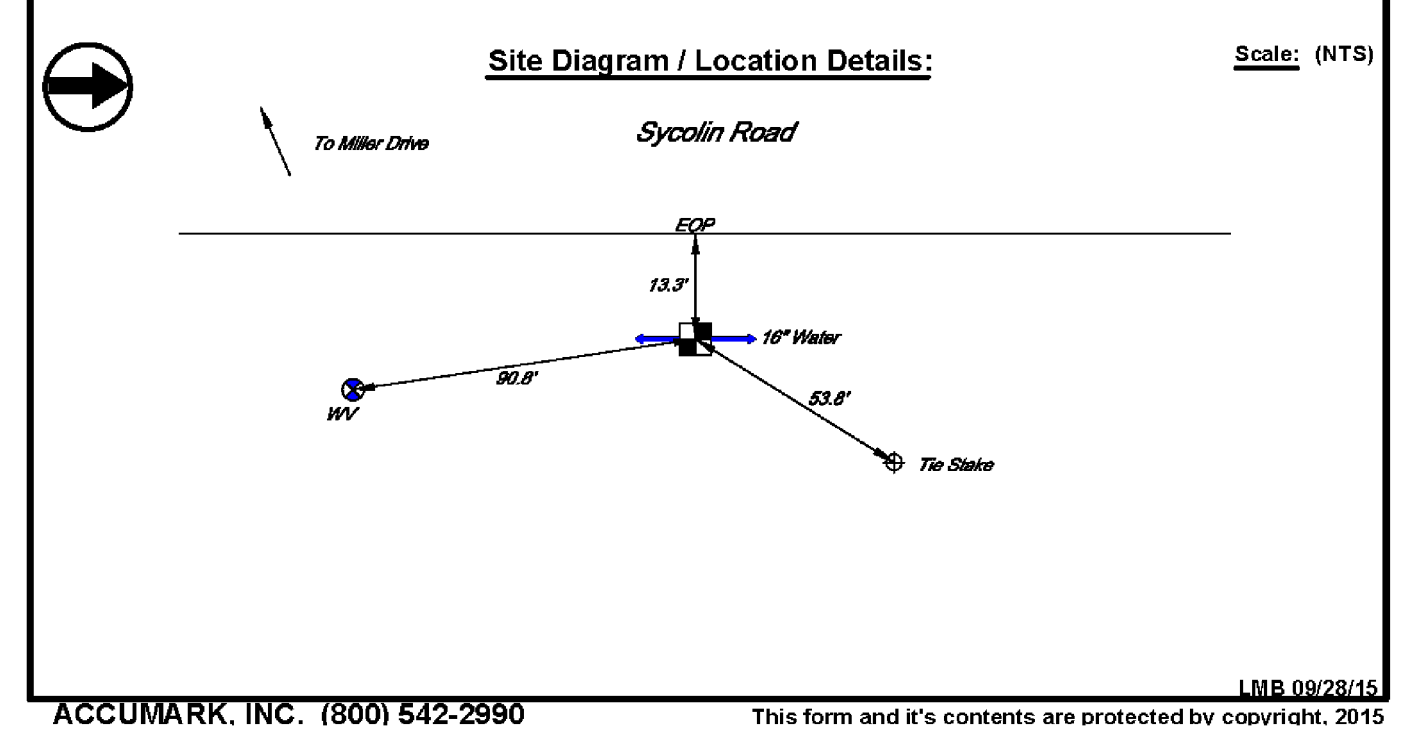 Site Diagram / Location Details:
Scale: (NTS)
To Miller Drive
Sycolin Road
EOP
13.3'
16" Water
90.8'
53.8'
WV
Tie Stake
LMB 09/28/15
ACCUMARK, INC. (800) 542-2990
This form and it's contents are protected by copyright, 2015